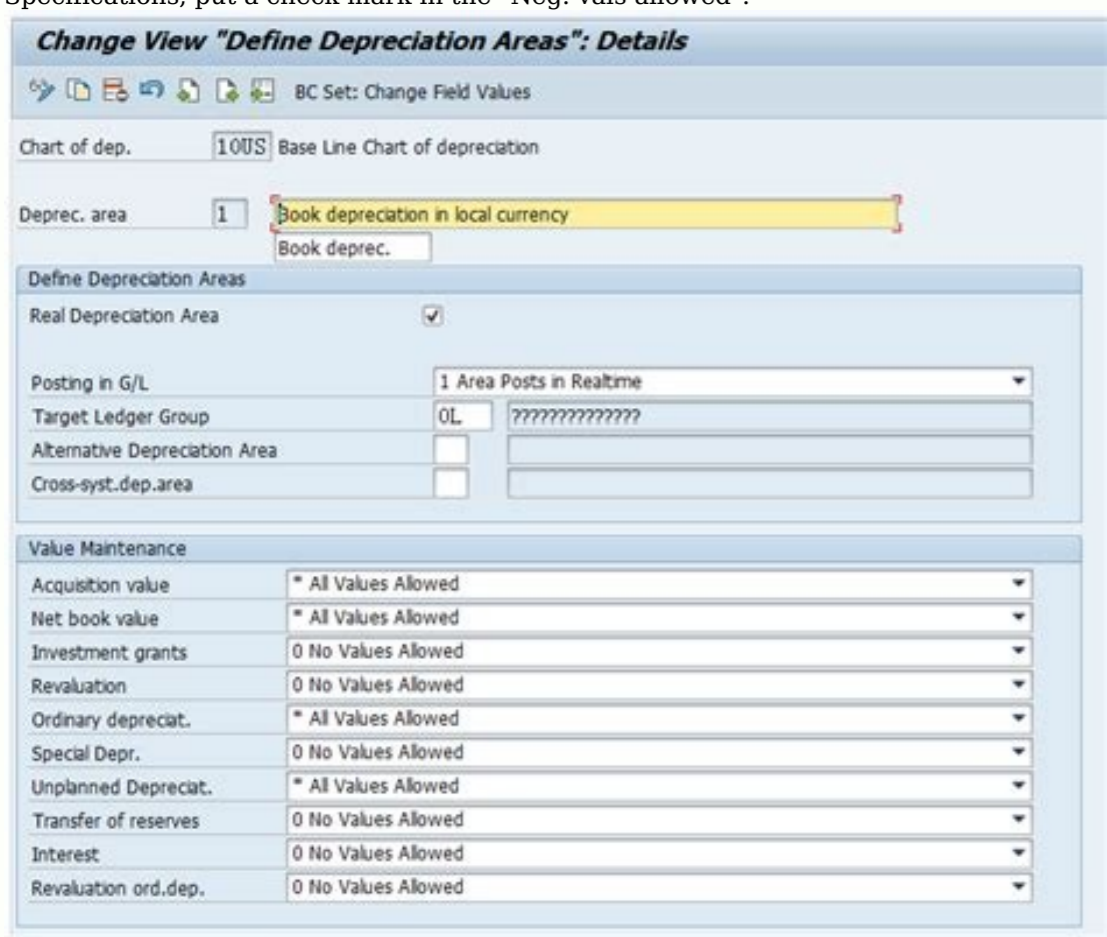 Specifications, put a check mark in the "Neg. vals allowed".
Change View "Define Depreciation Areas": Details
BC Set: Change Field Values
Chart of dep. 10US Base Line Chart of depreciation
Deprec. area 1 Book depreciation in local currency
Book deprec.
Define Depreciation Areas
Real Depreciation Area
Posting in G/L 1 Area Posts in Realtime
Target Ledger Group 0L ??????????????
Alternative Depreciation Area
Cross-syst.dep.area
Value Maintenance
Acquisition value * All Values Allowed
Net book value * All Values Allowed
Investment grants 0 No Values Allowed
Revaluation 0 No Values Allowed
Ordinary depreciat. * All Values Allowed
Special Depr. 0 No Values Allowed
Unplanned Depreciat. * All Values Allowed
Transfer of reserves 0 No Values Allowed
Interest 0 No Values Allowed
Revaluation ord.dep. 0 No Values Allowed